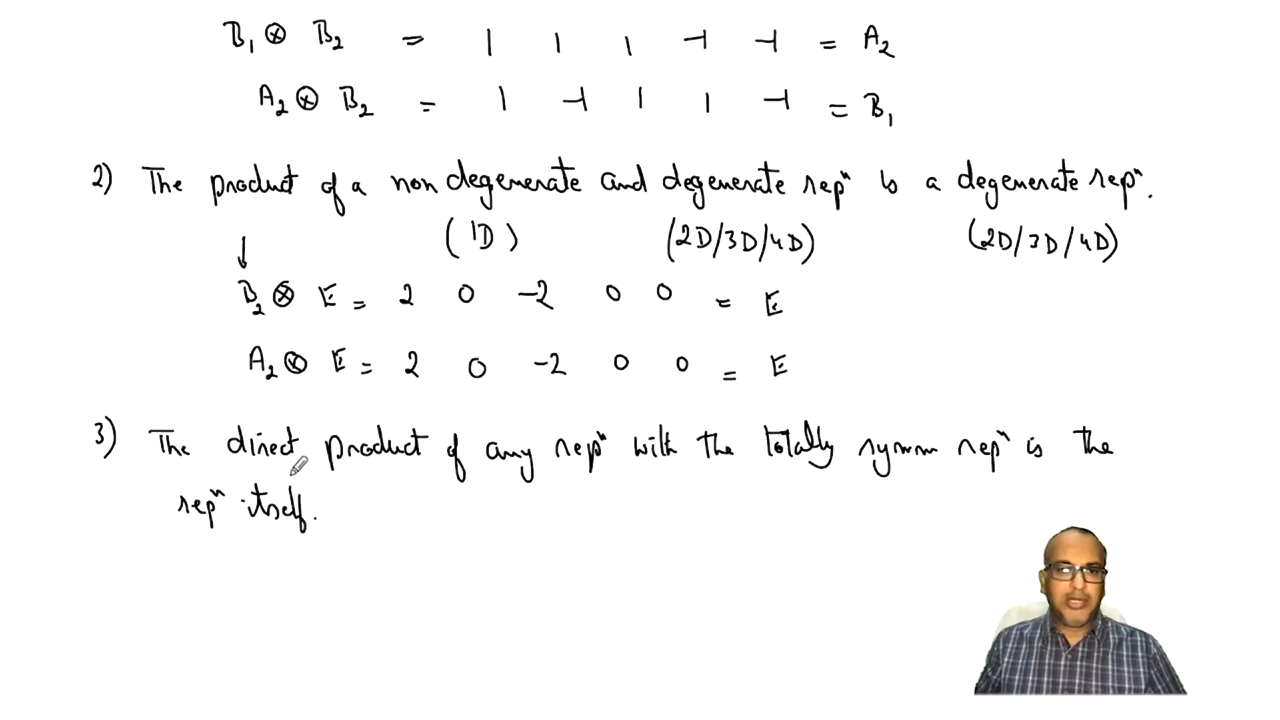 B₁ ⊗ B₂ = 1 1 1 -1 -1 = A₂
A₂ ⊗ B₂ = 1 -1 1 1 -1 = B₁
2) The product of a non degenerate and degenerate repⁿ is a degenerate repⁿ.
(1D) (2D/3D/4D) (2D/3D/4D)
↓
B₂ ⊗ E = 2 0 -2 0 0 = E
A₂ ⊗ E = 2 0 -2 0 0 = E
3) The direct product of any repⁿ with the totally symm repⁿ is the
repⁿ itself.